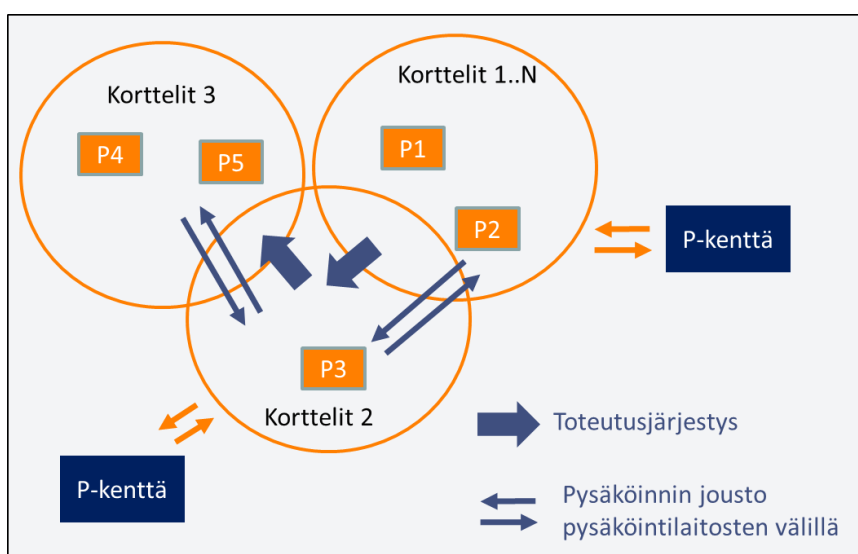 Korttelit 3
Korttelit 1..N
P4
P5
P1
P2
P-kenttä
P3
Korttelit 2
P-kenttä
Toteutusjärjestys
Pysäköinnin jousto
pysäköintilaitosten välillä